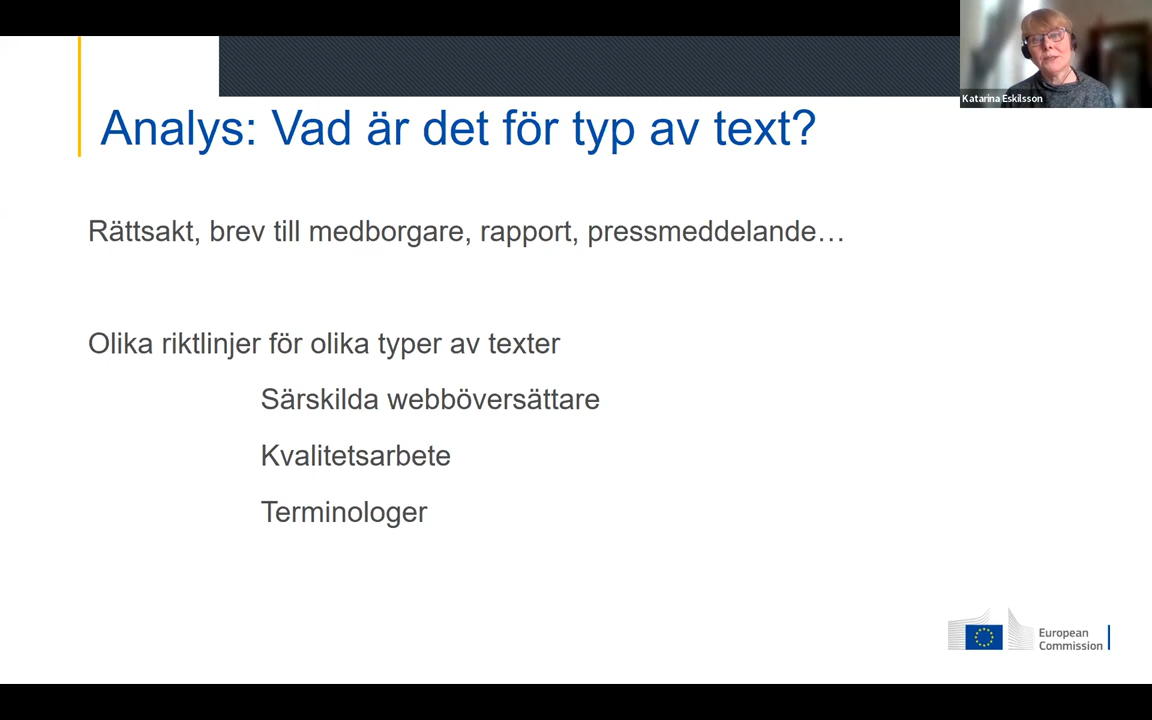 Katarina Eskilsson
Analys: Vad är det för typ av text?
Rättsakt, brev till medborgare, rapport, pressmeddelande…
Olika riktlinjer för olika typer av texter
Särskilda webböversättare
Kvalitetsarbete
Terminologer
European
Commission